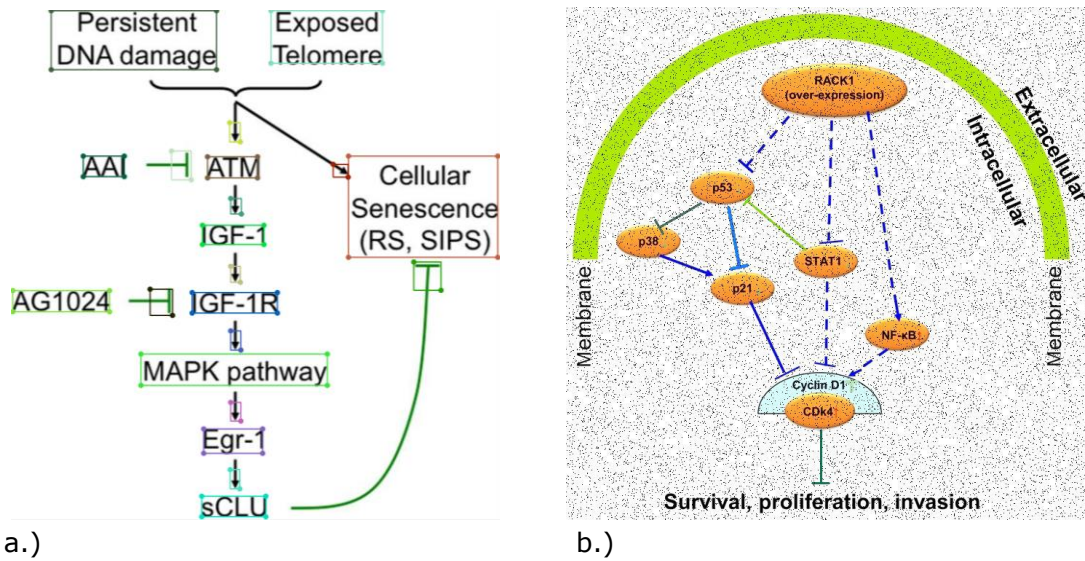 Persistent
DNA damage
Exposed
Telomere
AAI
ATM
Cellular
Senescence
(RS, SIPS)
IGF-1
AG1024
IGF-1R
MAPK pathway
Egr-1
sCLU
a.)
RACK1
(over-expression)
Extracellular
Intracellular
p53
p38
STAT1
p21
NF-κB
Membrane
Membrane
Cyclin D1
CDk4
Survival, proliferation, invasion
b.)